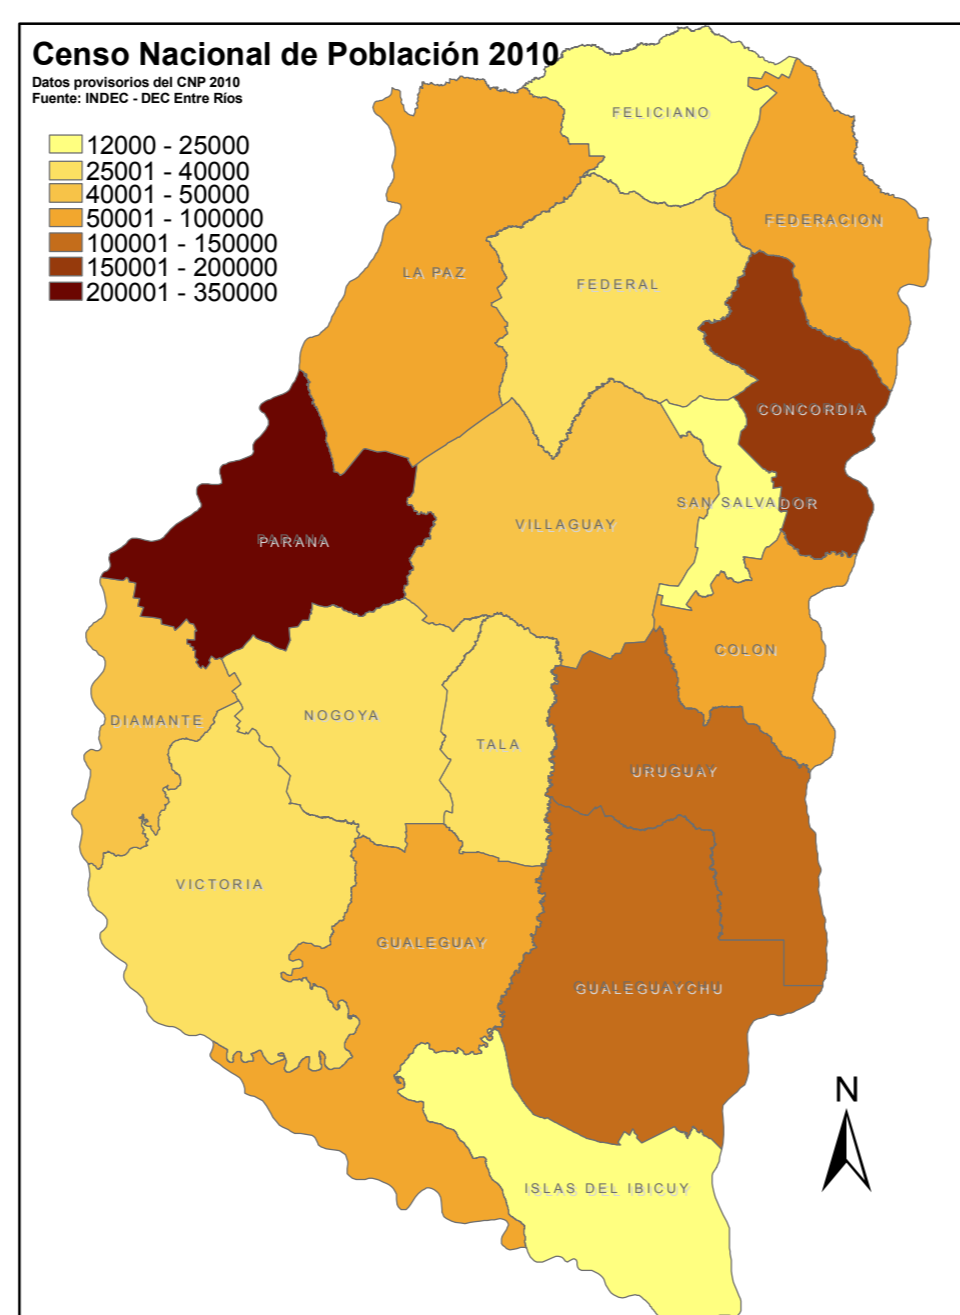 Censo Nacional de Población 2010
Datos provisorios del CNP 2010
Fuente: INDEC - DEC Entre Ríos
12000 - 25000
25001 - 40000
40001 - 50000
50001 - 100000
100001 - 150000
150001 - 200000
200001 - 350000
FELICIANO
FEDERACION
LA PAZ
FEDERAL
CONCORDIA
SAN SALVADOR
VILLAGUAY
PARANA
COLON
DIAMANTE
NOGOYA
TALA
URUGUAY
VICTORIA
GUALEGUAY
GUALEGUAYCHU
N
ISLAS DEL IBICUY